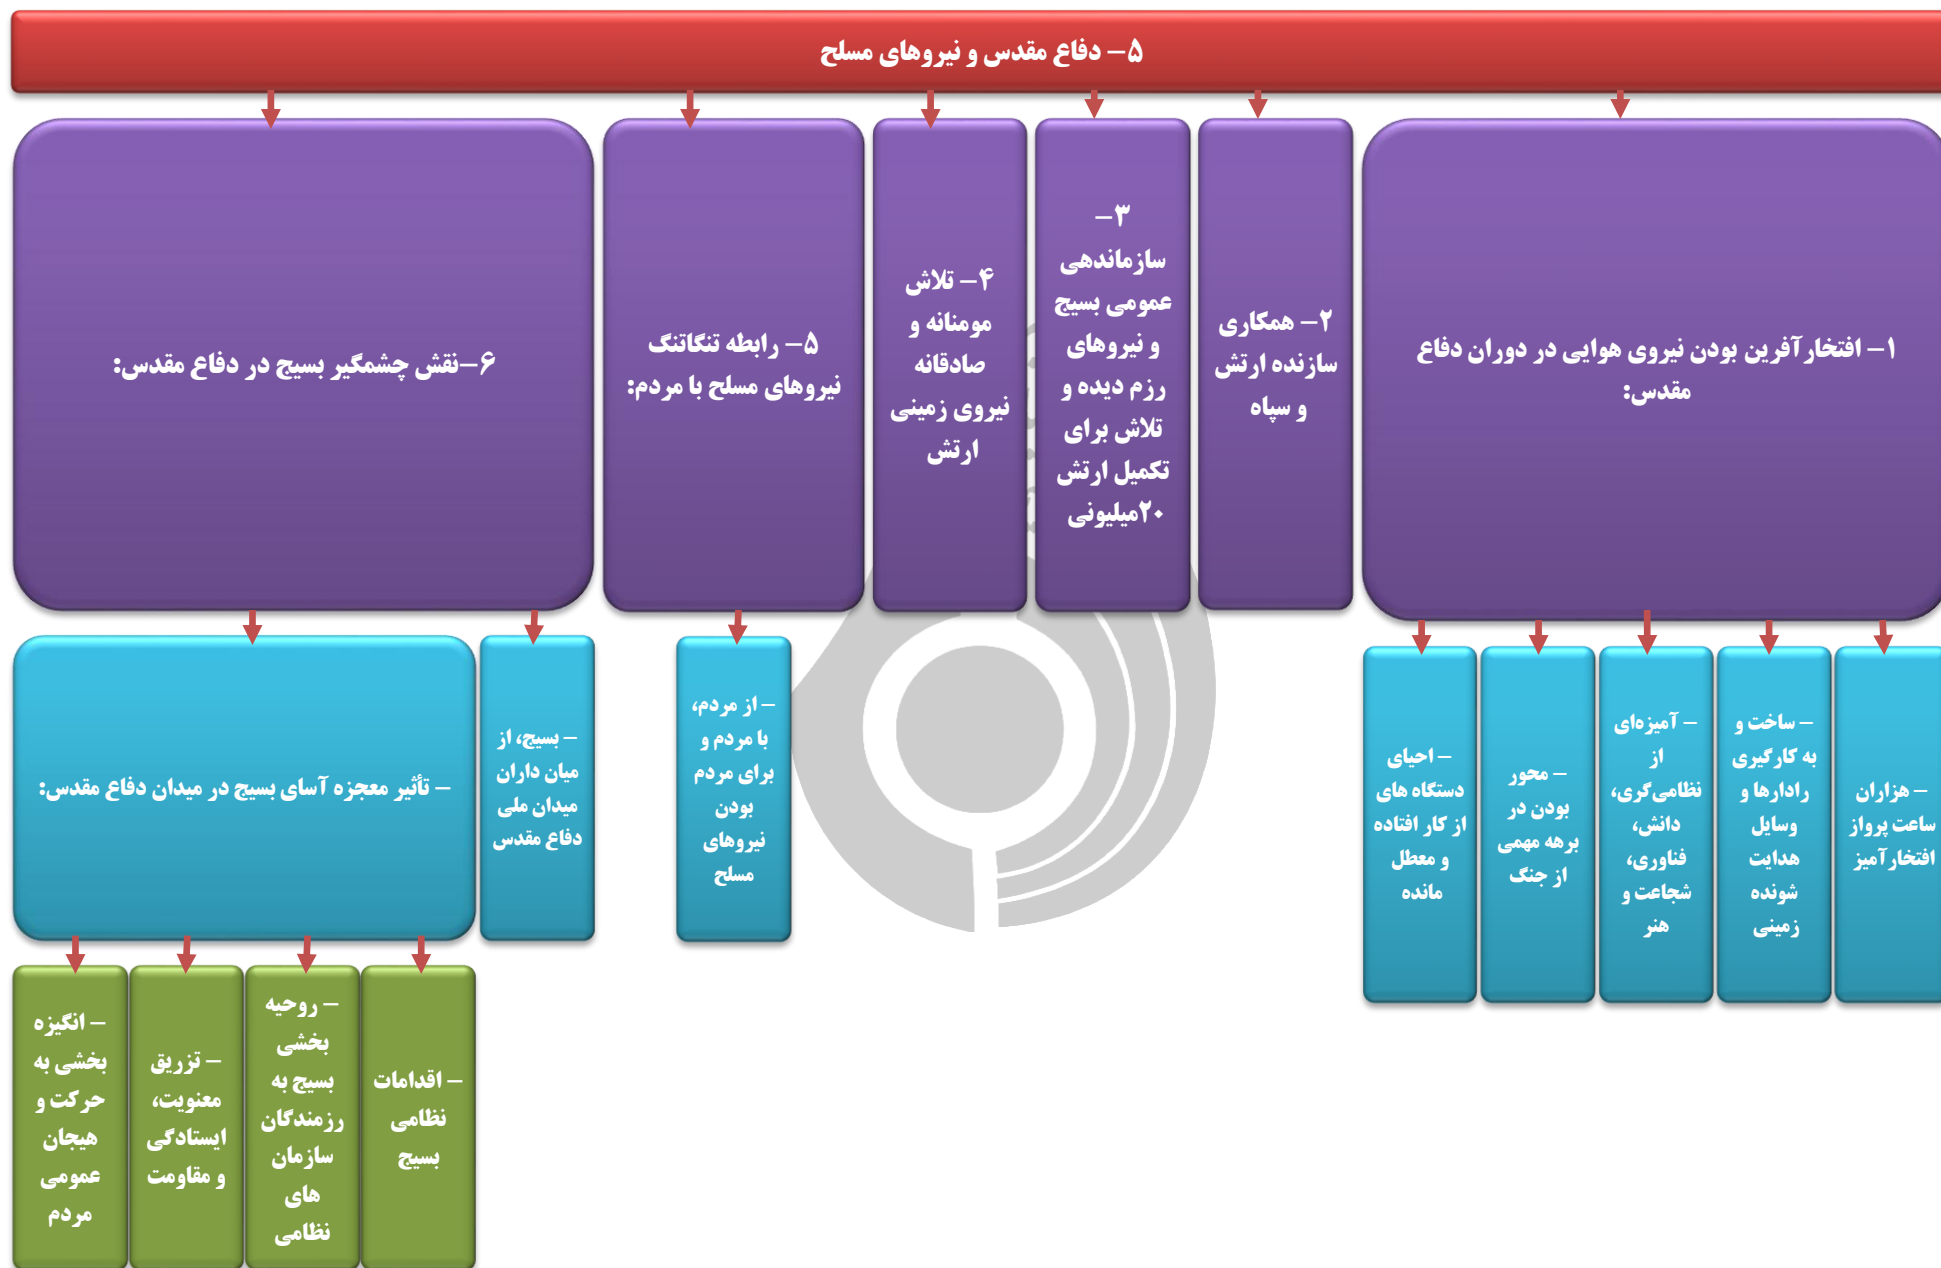 ۵- دفاع مقدس و نیروهای مسلح
۱- افتخارآفرین بودن نیروی هوایی در دوران دفاع
مقدس:
۲- همکاری
سازنده ارتش
و سپاه
۳-
سازماندهی
عمومی بسیج
و نیروهای
رزم دیده و
تلاش برای
تکمیل ارتش
۲۰میلیونی
۴- تلاش
مومنانه و
صادقانه
نیروی زمینی
ارتش
۵- رابطه تنگاتنگ
نیروهای مسلح با مردم:
۶-نقش چشمگیر بسیج در دفاع مقدس:
- هزاران
ساعت پرواز
افتخارآمیز
- ساخت و
به کارگیری
رادارها و
وسایل
هدایت
شونده
زمینی
- آمیزه‌ای
از
نظامی‌گری،
دانش،
فناوری،
شجاعت و
هنر
- محور
بودن در
برهه مهمی
از جنگ
- احیای
دستگاه های
از کار افتاده
و معطل
مانده
- از مردم،
با مردم و
برای مردم
بودن
نیروهای
مسلح
- بسیج، از
میان داران
میدان ملی
دفاع مقدس
- تأثیر معجزه آسای بسیج در میدان دفاع مقدس:
- اقدامات
نظامی
بسیج
- روحیه
بخشی
بسیج به
رزمندگان
سازمان
های
نظامی
- تزریق
معنویت،
ایستادگی
و مقاومت
- انگیزه
بخشی به
حرکت و
هیجان
عمومی
مردم